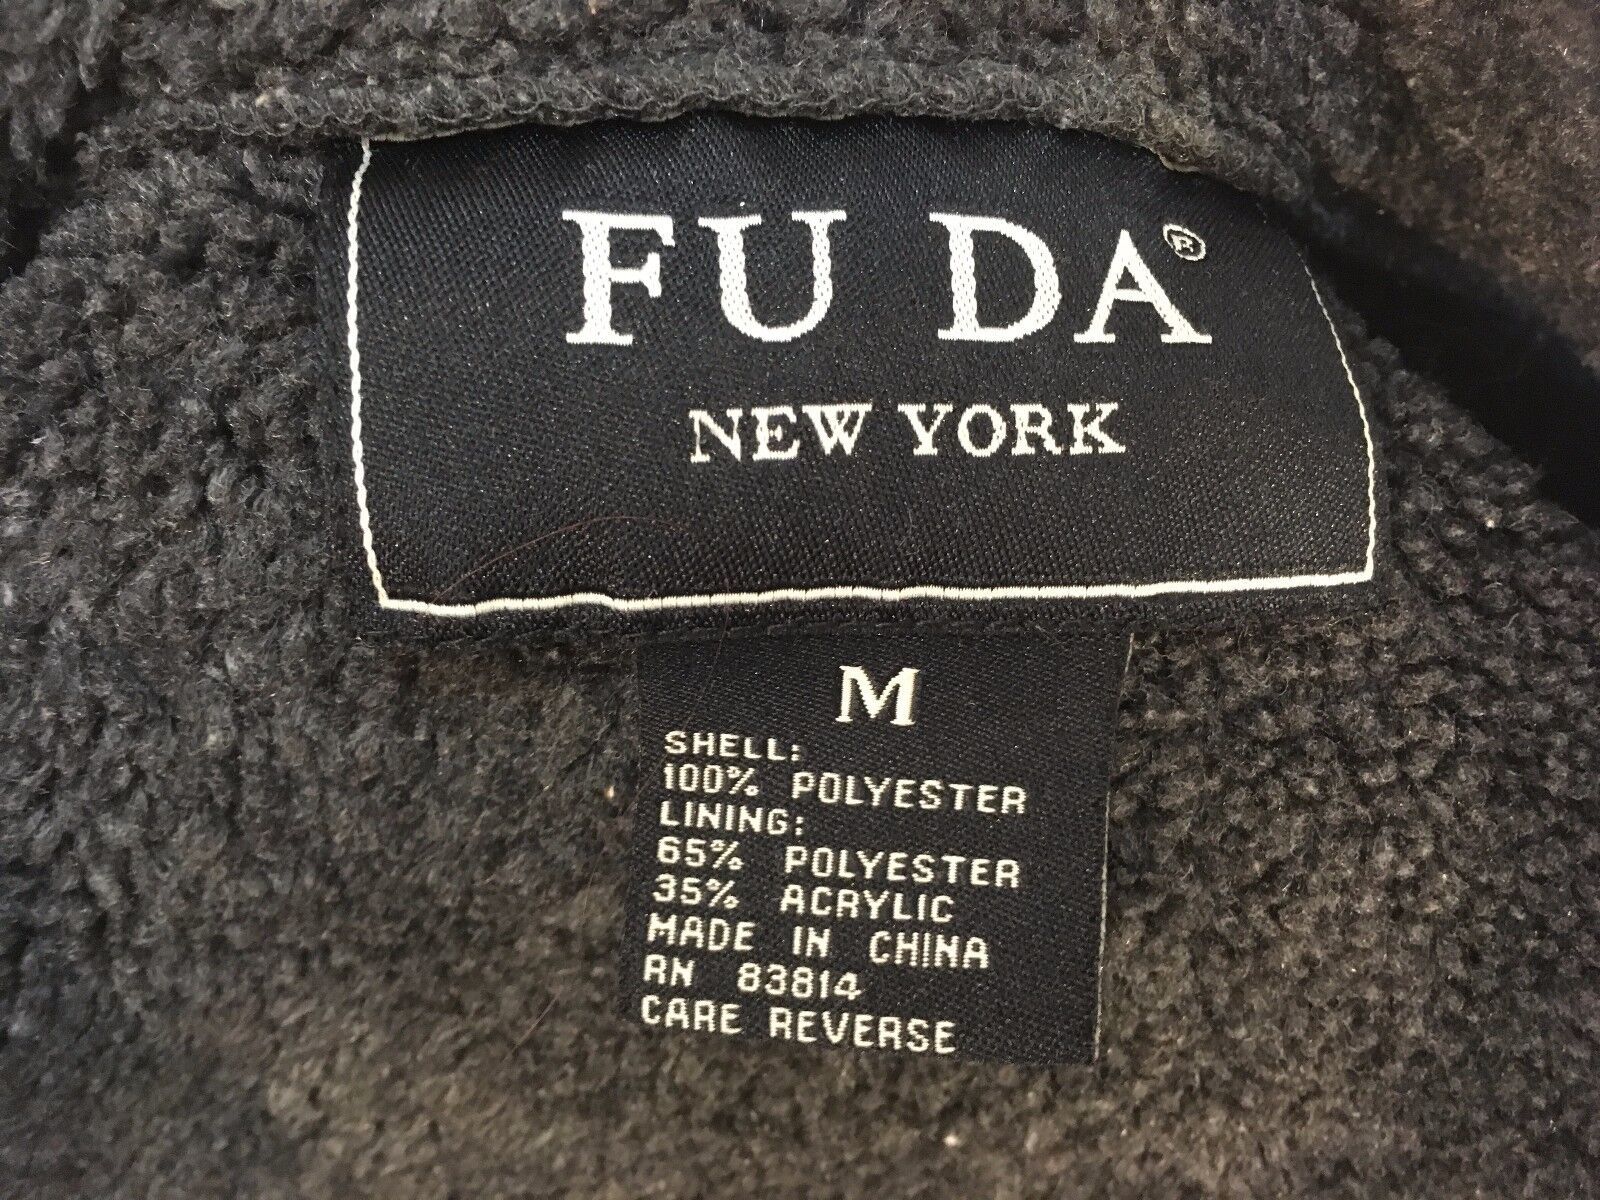 FU DA®
NEW YORK
M
SHELL:
100% POLYESTER
LINING:
65% POLYESTER
35% ACRYLIC
MADE IN CHINA
RN 83814
CARE REVERSE